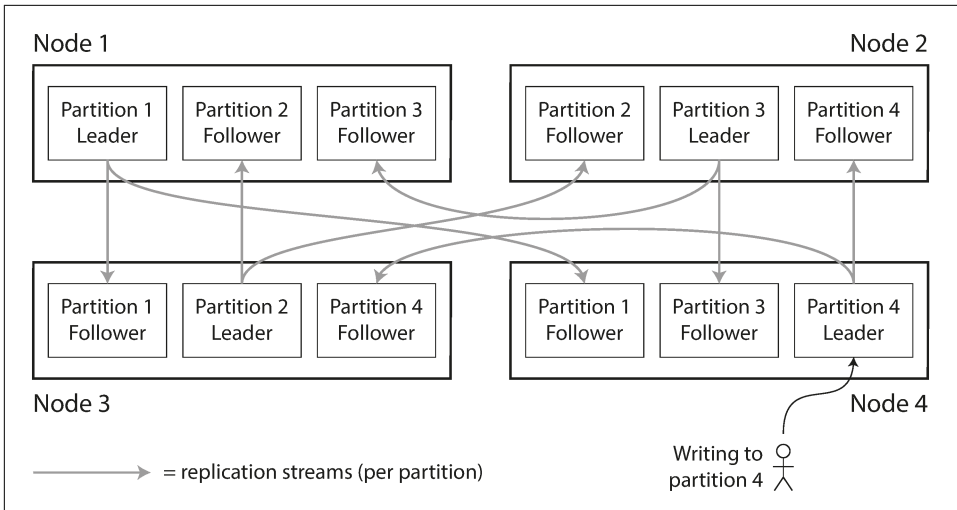 Node 1
Node 2
Partition 1
Leader
Partition 2
Follower
Partition 3
Follower
Partition 2
Follower
Partition 3
Leader
Partition 4
Follower
Partition 1
Follower
Partition 2
Leader
Partition 4
Follower
Partition 1
Follower
Partition 3
Follower
Partition 4
Leader
Node 3
Node 4
= replication streams (per partition)
Writing to
partition 4